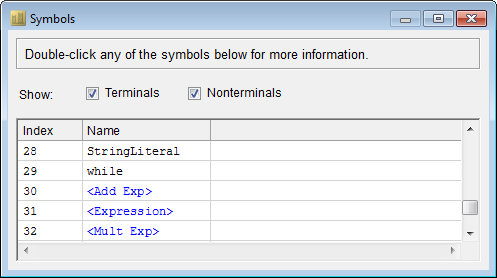 Symbols
Double-click any of the symbols below for more information.
Show: Terminals Nonterminals
Index Name
28 StringLiteral
29 while
30 <Add Exp>
31 <Expression>
32 <Mult Exp>